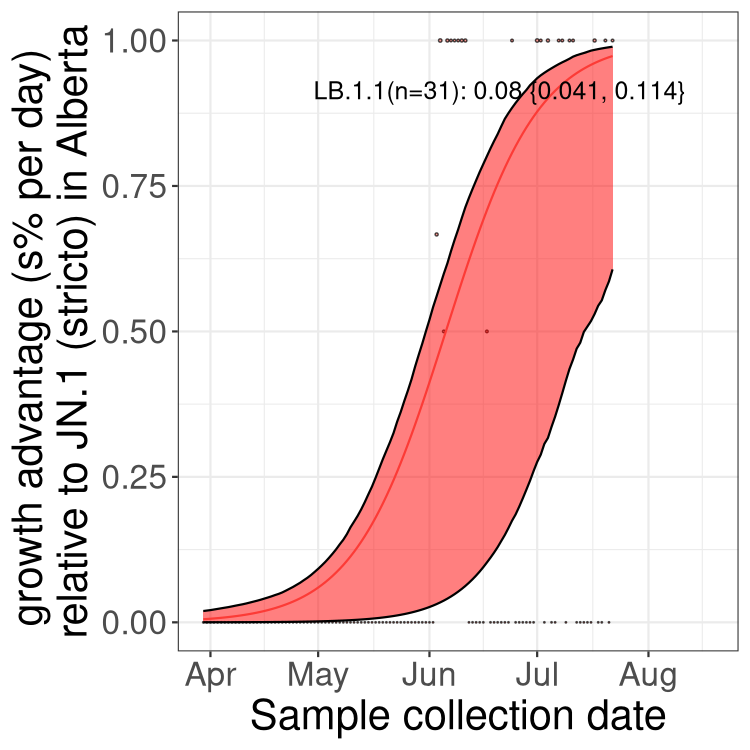 growth advantage (s% per day)
relative to JN.1 (stricto) in Alberta
1.00
0.75
0.50
0.25
0.00
LB.1.1(n=31): 0.08 {0.041, 0.114}
Apr May Jun Jul Aug
Sample collection date